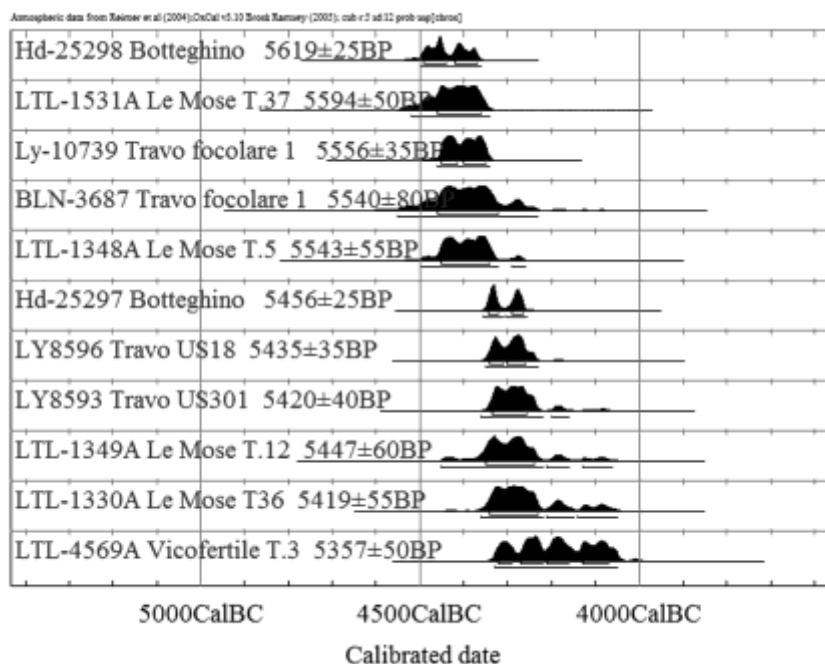 Atmospheric data from Reimer et al (2004);OxCal v3.10 Bronk Ramsey (2005); cub r:5 sd:12 prob usp[chron]
Hd-25298 Botteghino 5619±25BP
LTL-1531A Le Mose T.37 5594±50BP
Ly-10739 Travo focolare 1 5556±35BP
BLN-3687 Travo focolare 1 5540±80BP
LTL-1348A Le Mose T.5 5543±55BP
Hd-25297 Botteghino 5456±25BP
LY8596 Travo US18 5435±35BP
LY8593 Travo US301 5420±40BP
LTL-1349A Le Mose T.12 5447±60BP
LTL-1330A Le Mose T36 5419±55BP
LTL-4569A Vicofertile T.3 5357±50BP
5000CalBC 4500CalBC 4000CalBC
Calibrated date